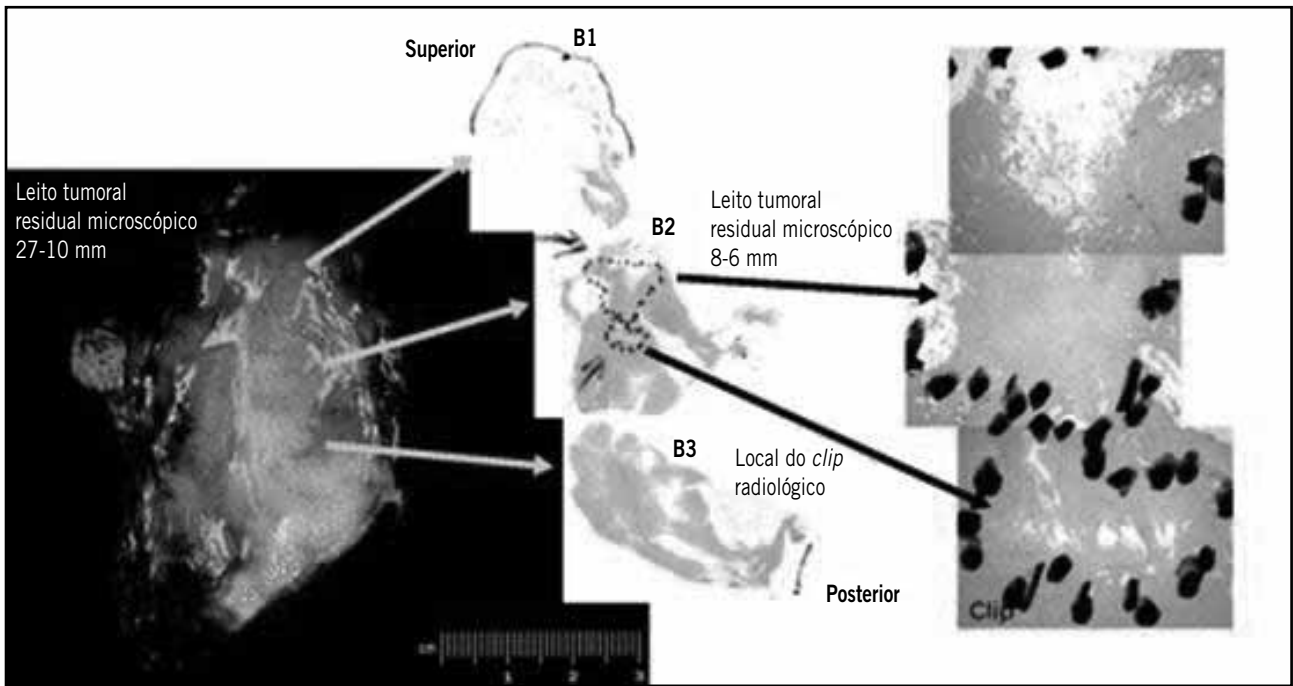 Superior
B1
Leito tumoral
residual microscópico
27-10 mm
B2
Leito tumoral
residual microscópico
8-6 mm
B3
Local do clip
radiológico
Posterior
Clip
cm
1
2
3